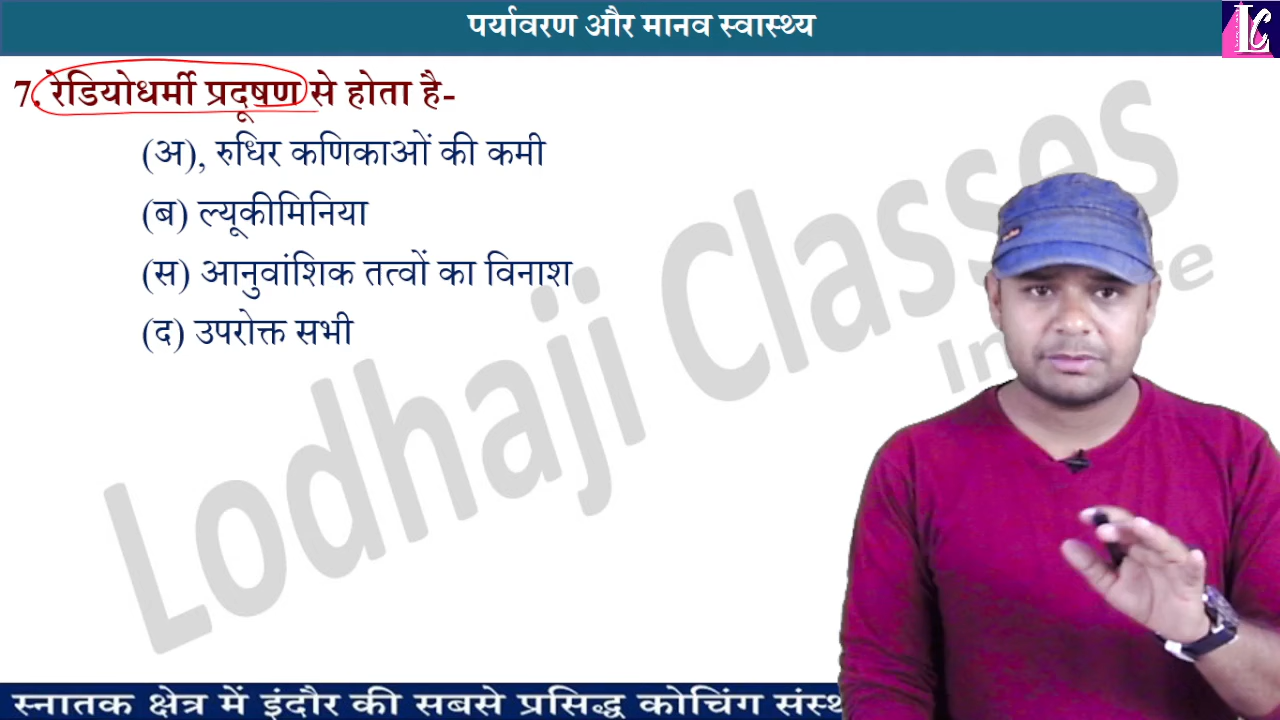 पर्यावरण और मानव स्वास्थ्य
LC
7. रेडियोधर्मी प्रदूषण से होता है-
(अ), रुधिर कणिकाओं की कमी
(ब) ल्यूकीमिनिया
(स) आनुवांशिक तत्वों का विनाश
(द) उपरोक्त सभी
Lodhaji Classes
स्नातक क्षेत्र में इंदौर की सबसे प्रसिद्ध कोचिंग